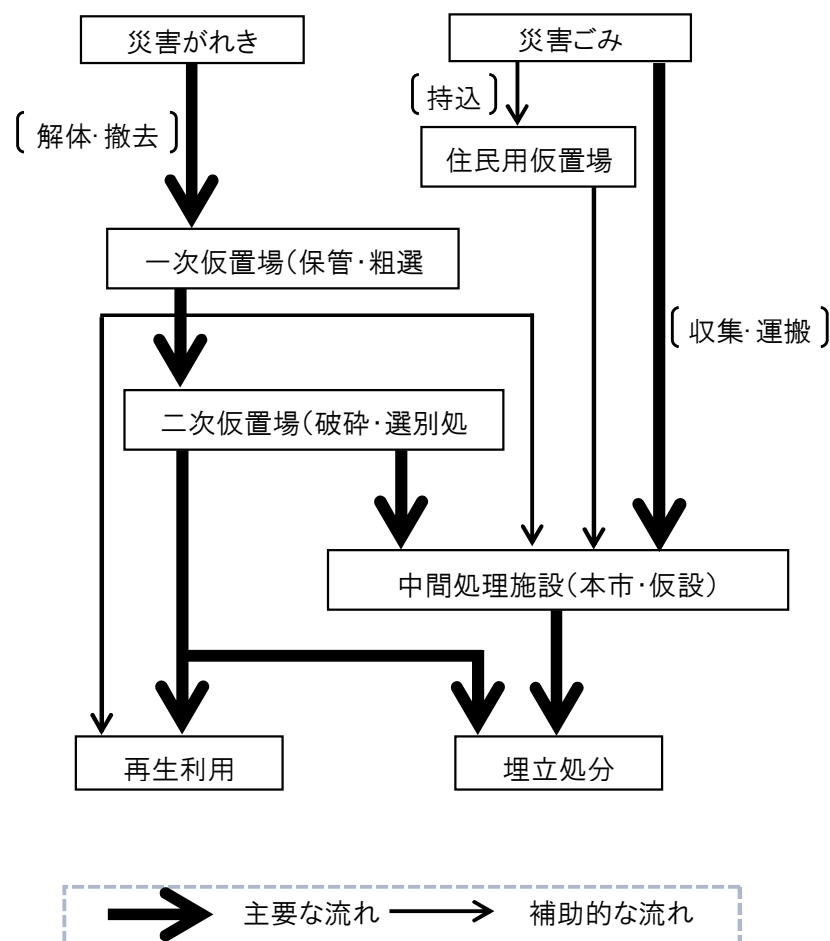 災害がれき
災害ごみ
〔持込〕
〔解体･撤去〕
住民用仮置場
一次仮置場(保管･粗選
〔収集･運搬〕
二次仮置場(破砕･選別処
中間処理施設(本市･仮設)
再生利用
埋立処分
主要な流れ
補助的な流れ